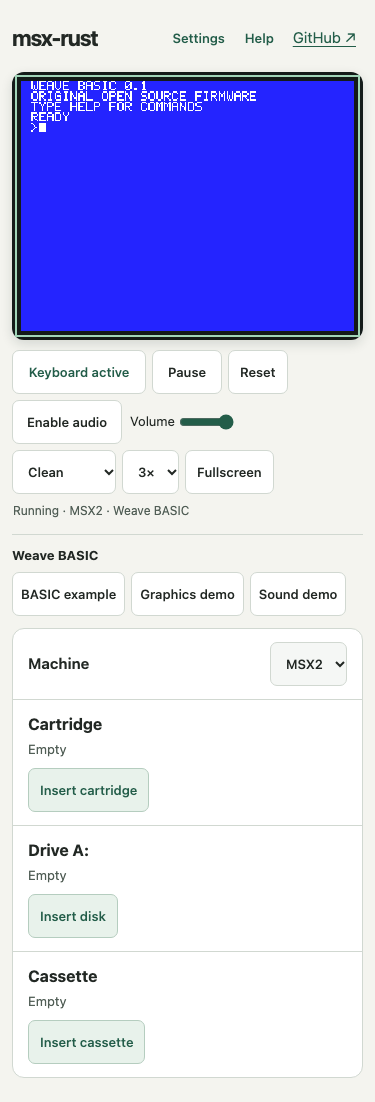 msx-rust Settings Help GitHub ↗
WEAVE BASIC 0.1
ORIGINAL OPEN SOURCE FIRMWARE
TYPE HELP FOR COMMANDS
READY
>
Keyboard active Pause Reset
Enable audio Volume
Clean 3× Fullscreen
Running · MSX2 · Weave BASIC
Weave BASIC
BASIC example Graphics demo Sound demo
Machine MSX2
Cartridge
Empty
Insert cartridge
Drive A:
Empty
Insert disk
Cassette
Empty
Insert cassette